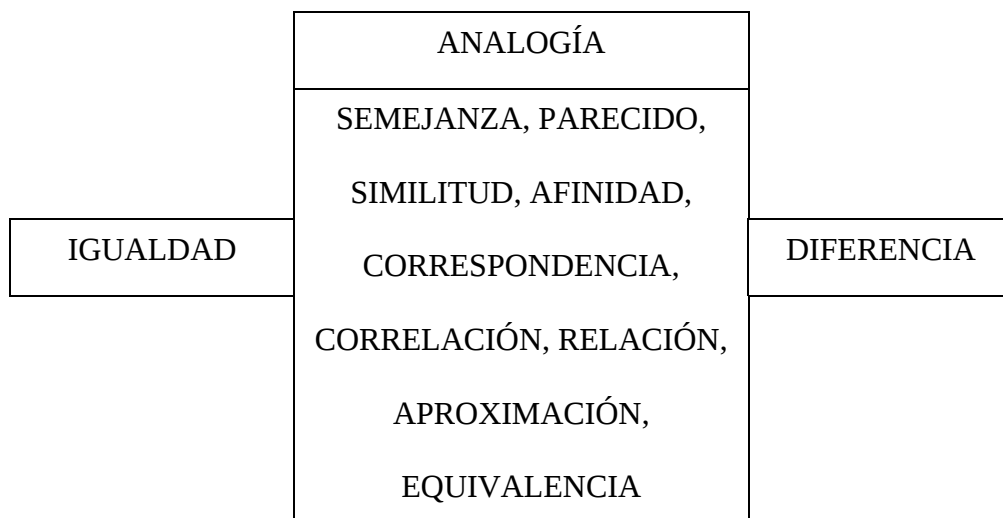 ANALOGÍA
SEMEJANZA, PARECIDO,
SIMILITUD, AFINIDAD,
IGUALDAD
CORRESPONDENCIA,
DIFERENCIA
CORRELACIÓN, RELACIÓN,
APROXIMACIÓN,
EQUIVALENCIA